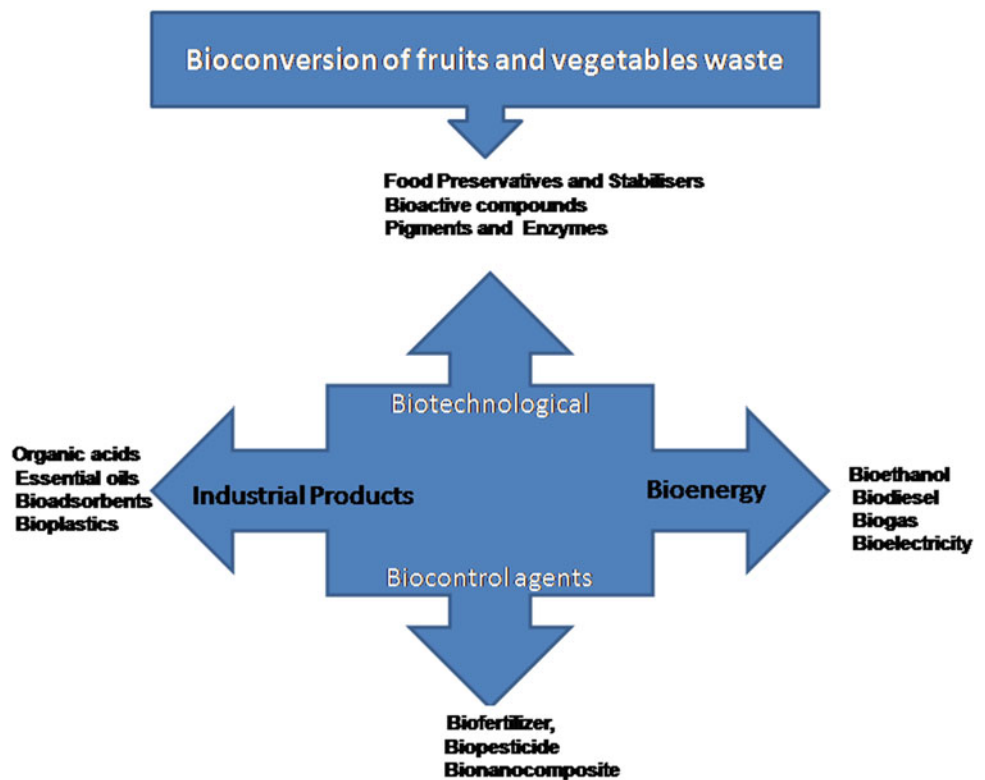 Bioconversion of fruits and vegetables waste
Food Preservatives and Stabilisers
Bioactive compounds
Pigments and Enzymes
Biotechnological
Organic acids
Essential oils
Bioadsorbents
Bioplastics
Industrial Products
Bioenergy
Bioethanol
Biodiesel
Biogas
Bioelectricity
Biocontrol agents
Biofertilizer,
Biopesticide
Bionanocomposite